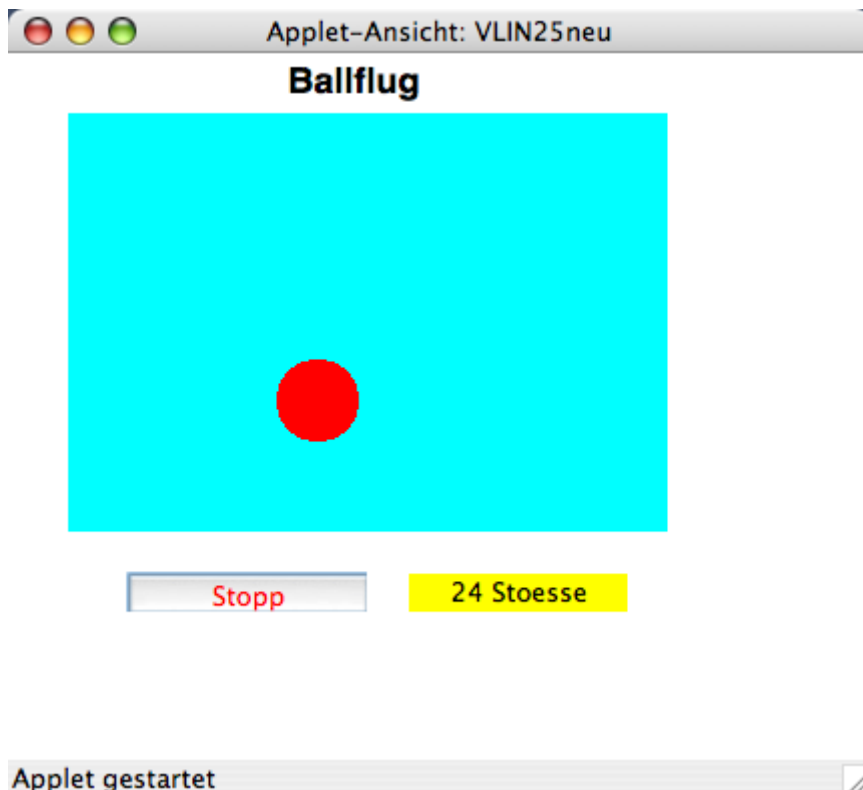 Applet-Ansicht: VLIN25neu
Ballflug
Stopp
24 Stoesse
Applet gestartet